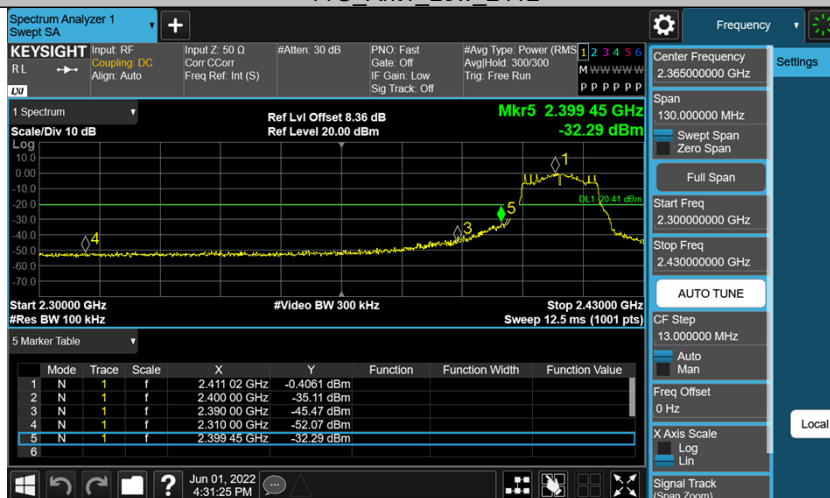 Spectrum Analyzer 1
Swept SA
+
Frequency
KEYSIGHT
RL
LXI
Input: RF
Coupling: DC
Align: Auto
Input Z: 50 Ω
Corr CCorr
Freq Ref: Int (S)
#Atten: 30 dB
PNO: Fast
Gate: Off
IF Gain: Low
Sig Track: Off
#Avg Type: Power (RMS
Avg|Hold: 300/300
Trig: Free Run
1 2 3 4 5 6
M W W W W W
P P P P P P
1 Spectrum
Scale/Div 10 dB
Ref Lvl Offset 8.36 dB
Ref Level 20.00 dBm
Mkr5 2.399 45 GHz
-32.29 dBm
Log
10.0
0.00
-10.0
-20.0
-30.0
-40.0
-50.0
-60.0
-70.0
1
DL1 -20.41 dBm
5
3
4
Start 2.30000 GHz
#Res BW 100 kHz
#Video BW 300 kHz
Stop 2.43000 GHz
Sweep 12.5 ms (1001 pts)
5 Marker Table
Mode Trace Scale X Y Function Function Width Function Value
1 N 1 f 2.411 02 GHz -0.4061 dBm
2 N 1 f 2.400 00 GHz -35.11 dBm
3 N 1 f 2.390 00 GHz -45.47 dBm
4 N 1 f 2.310 00 GHz -52.07 dBm
5 N 1 f 2.399 45 GHz -32.29 dBm
6
Jun 01, 2022
4:31:25 PM
?
Center Frequency
2.365000000 GHz
Settings
Span
130.000000 MHz
Swept Span
Zero Span
Full Span
Start Freq
2.300000000 GHz
Stop Freq
2.430000000 GHz
AUTO TUNE
CF Step
13.000000 MHz
Auto
Man
Freq Offset
0 Hz
X Axis Scale
Log
Lin
Local
Signal Track
(Span Zoom)